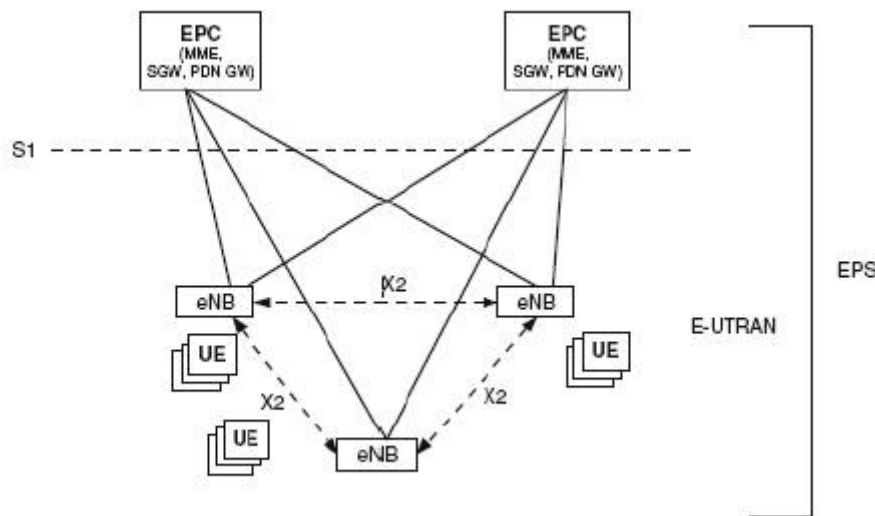 EPC
(MME,
SGW, PDN GW)
EPC
(MME,
SGW, PDN GW)
S1
eNB
X2
eNB
EPS
E-UTRAN
UE
UE
X2
X2
UE
eNB